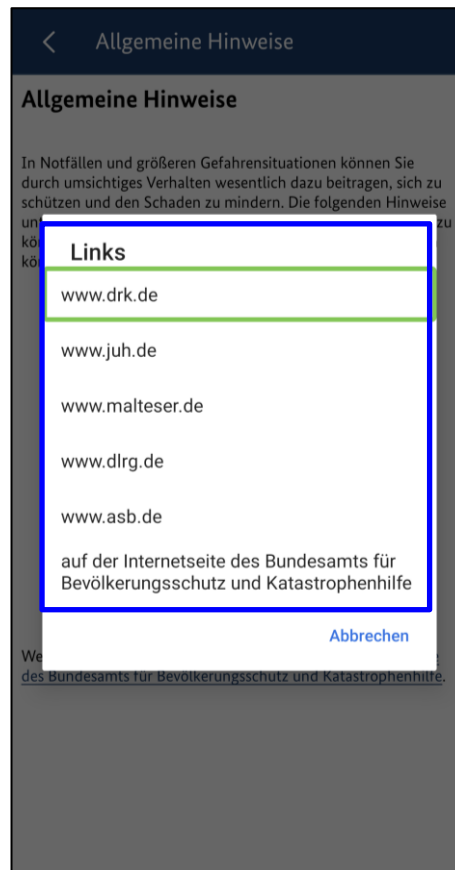 Allgemeine Hinweise
Allgemeine Hinweise
In Notfällen und größeren Gefahrensituationen können Sie
durch umsichtiges Verhalten wesentlich dazu beitragen, sich zu
schützen und den Schaden zu mindern. Die folgenden Hinweise
zu
Links
www.drk.de
www.juh.de
www.malteser.de
www.dlrg.de
www.asb.de
auf der Internetseite des Bundesamts für
Bevölkerungsschutz und Katastrophenhilfe
Abbrechen
des Bundesamts für Bevölkerungsschutz und Katastrophenhilfe.